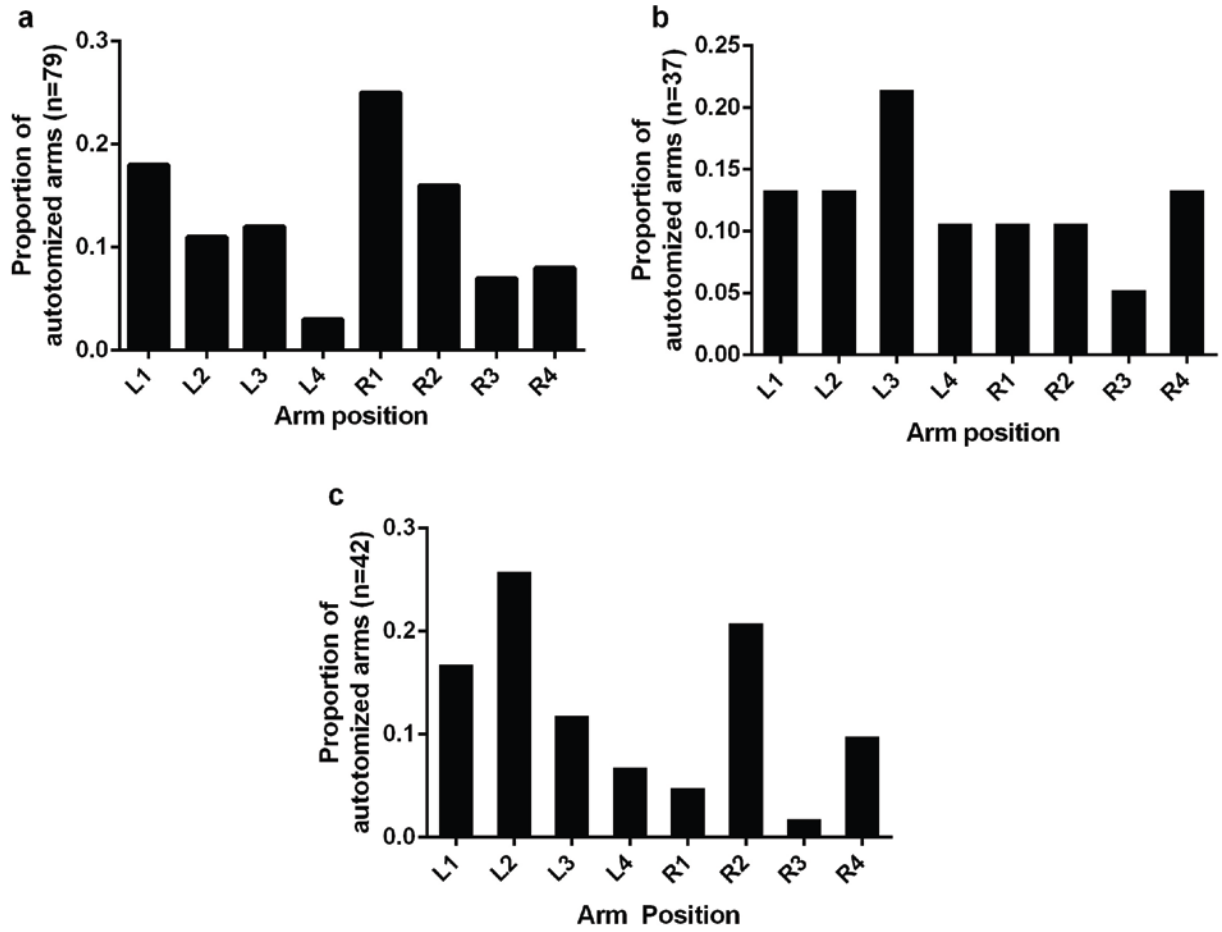 a
Proportion of
autotomized arms (n=79)
0.3
0.2
0.1
0.0
L1 L2 L3 L4 R1 R2 R3 R4
Arm position
b
Proportion of
autotomized arms (n=37)
0.25
0.20
0.15
0.10
0.05
0.00
L1 L2 L3 L4 R1 R2 R3 R4
Arm position
c
Proportion of
autotomized arms (n=42)
0.3
0.2
0.1
0.0
L1 L2 L3 L4 R1 R2 R3 R4
Arm Position